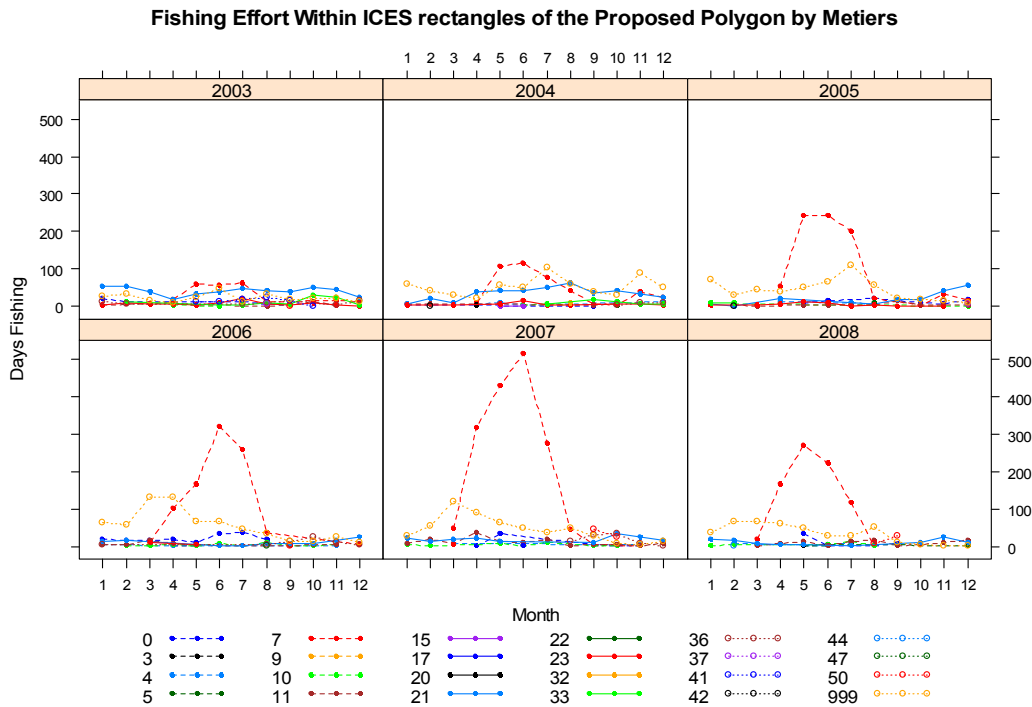 Fishing Effort Within ICES rectangles of the Proposed Polygon by Metiers
1 2 3 4 5 6 7 8 9 10 11 12
2003 2004 2005
500
400
300
200
100
0
Days Fishing
2006 2007 2008
500
400
300
200
100
0
1 2 3 4 5 6 7 8 9 10 11 12 1 2 3 4 5 6 7 8 9 10 11 12
Month
0 7 15 22 36 44
3 9 17 23 37 47
4 10 20 32 41 50
5 11 21 33 42 999